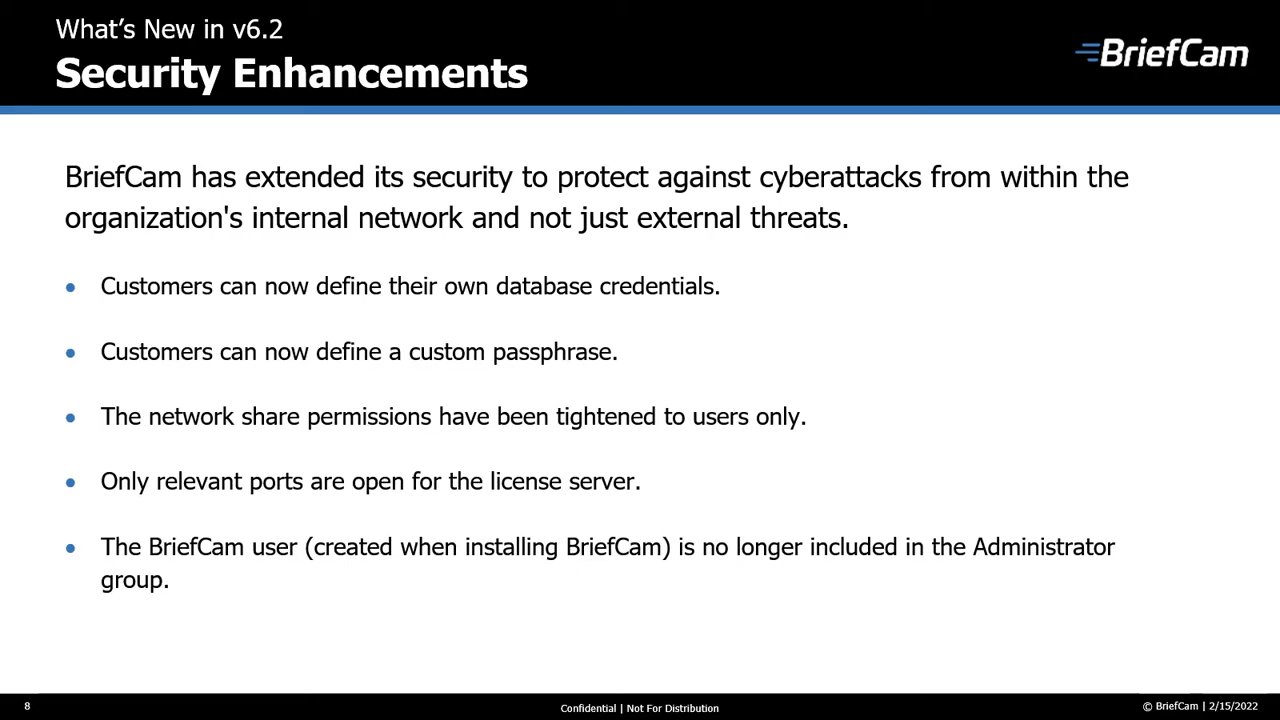 What’s New in v6.2
Security Enhancements
BriefCam
BriefCam has extended its security to protect against cyberattacks from within the
organization's internal network and not just external threats.
• Customers can now define their own database credentials.
• Customers can now define a custom passphrase.
• The network share permissions have been tightened to users only.
• Only relevant ports are open for the license server.
• The BriefCam user (created when installing BriefCam) is no longer included in the Administrator
group.
8
Confidential | Not For Distribution
© BriefCam | 2/15/2022